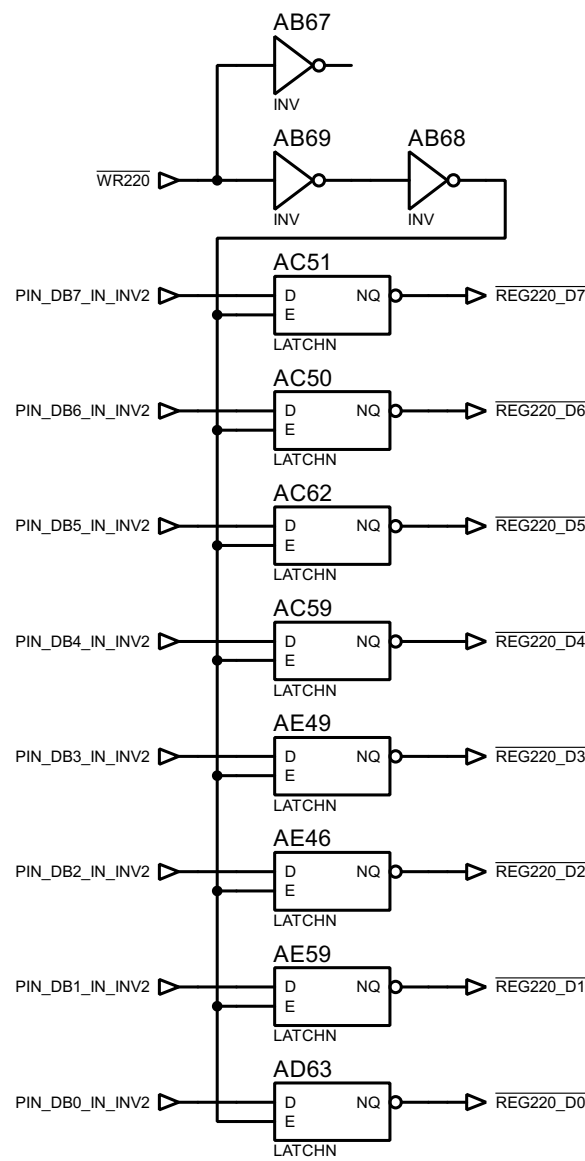 AB67
INV
AB69 AB68
WR220
INV INV
AC51
PIN_DB7_IN_INV2 D NQ REG220_D7
E
LATCHN
AC50
PIN_DB6_IN_INV2 D NQ REG220_D6
E
LATCHN
AC62
PIN_DB5_IN_INV2 D NQ REG220_D5
E
LATCHN
AC59
PIN_DB4_IN_INV2 D NQ REG220_D4
E
LATCHN
AE49
PIN_DB3_IN_INV2 D NQ REG220_D3
E
LATCHN
AE46
PIN_DB2_IN_INV2 D NQ REG220_D2
E
LATCHN
AE59
PIN_DB1_IN_INV2 D NQ REG220_D1
E
LATCHN
AD63
PIN_DB0_IN_INV2 D NQ REG220_D0
E
LATCHN